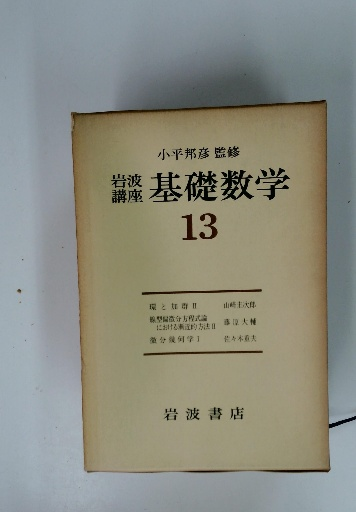 小平邦彦 監修
岩波
講座
基礎数学
13
環と加群 II 山崎圭次郎
線型偏微分方程式論
における漸近的方法 II 藤原大輔
微分幾何学 I 佐々木重夫
岩波書店